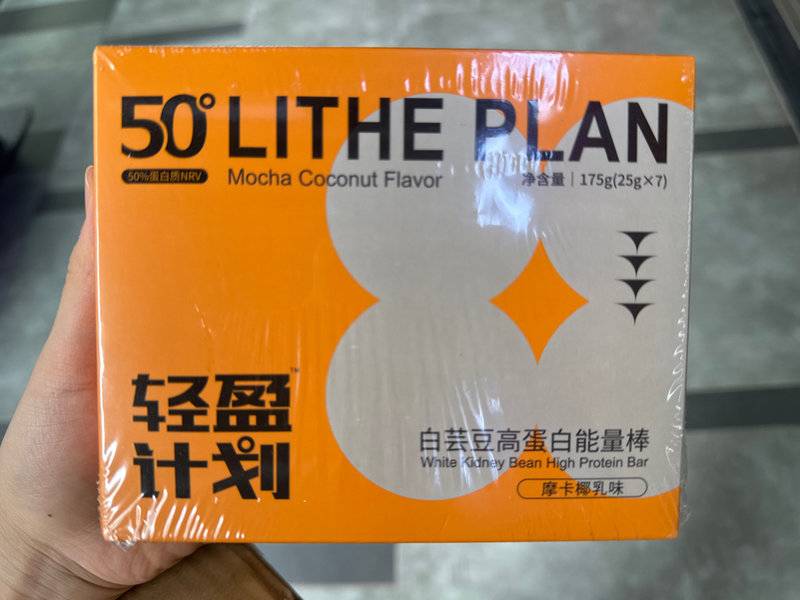 50° LITHE PLAN
50%蛋白质NRV
Mocha Coconut Flavor
净含量｜175g(25g×7)
轻盈™
计划
白芸豆高蛋白能量棒
White Kidney Bean High Protein Bar
摩卡椰乳味